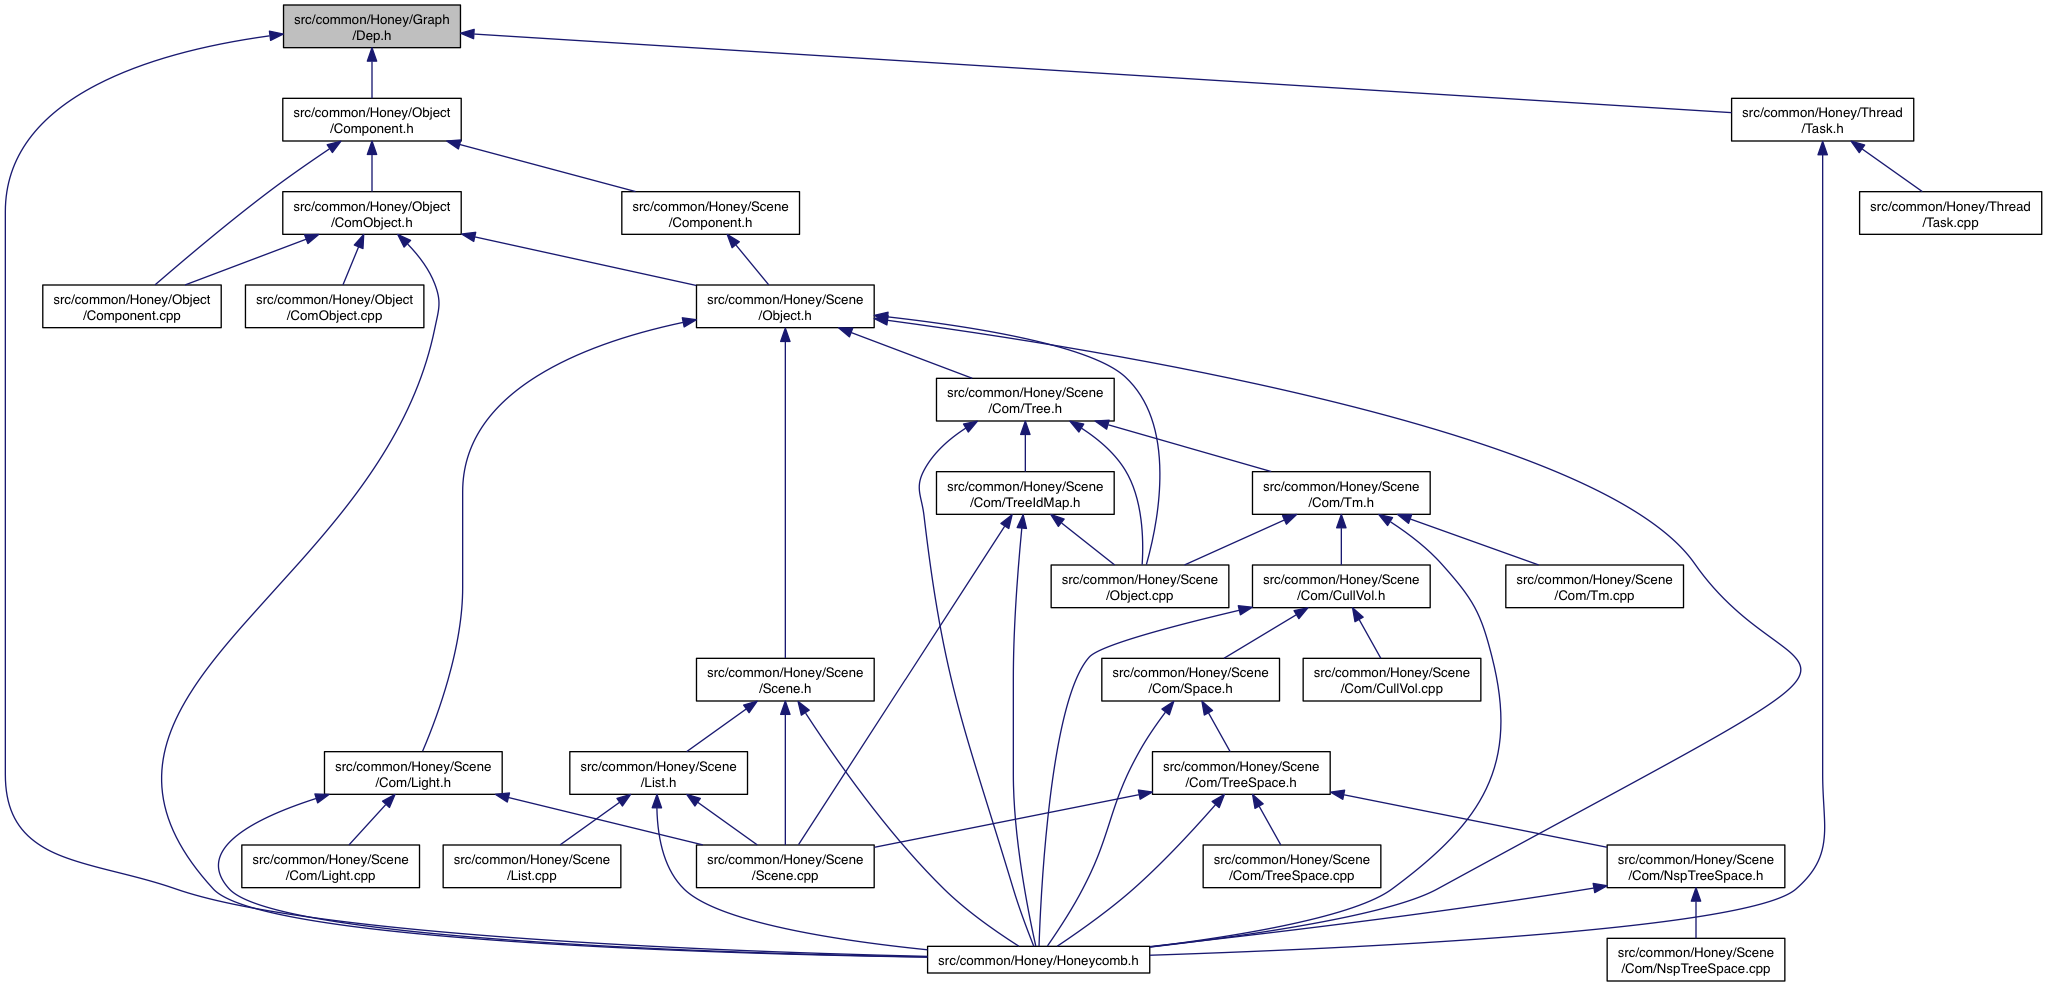 src/common/Honey/Graph
/Dep.h
src/common/Honey/Object
/Component.h
src/common/Honey/Thread
/Task.h
src/common/Honey/Object
/ComObject.h
src/common/Honey/Scene
/Component.h
src/common/Honey/Thread
/Task.cpp
src/common/Honey/Object
/Component.cpp
src/common/Honey/Object
/ComObject.cpp
src/common/Honey/Scene
/Object.h
src/common/Honey/Scene
/Com/Tree.h
src/common/Honey/Scene
/Com/TreeIdMap.h
src/common/Honey/Scene
/Com/Tm.h
src/common/Honey/Scene
/Object.cpp
src/common/Honey/Scene
/Com/CullVol.h
src/common/Honey/Scene
/Com/Tm.cpp
src/common/Honey/Scene
/Scene.h
src/common/Honey/Scene
/Com/Space.h
src/common/Honey/Scene
/Com/CullVol.cpp
src/common/Honey/Scene
/Com/Light.h
src/common/Honey/Scene
/List.h
src/common/Honey/Scene
/Com/TreeSpace.h
src/common/Honey/Scene
/Com/Light.cpp
src/common/Honey/Scene
/List.cpp
src/common/Honey/Scene
/Scene.cpp
src/common/Honey/Scene
/Com/TreeSpace.cpp
src/common/Honey/Scene
/Com/NspTreeSpace.h
src/common/Honey/Honeycomb.h
src/common/Honey/Scene
/Com/NspTreeSpace.cpp